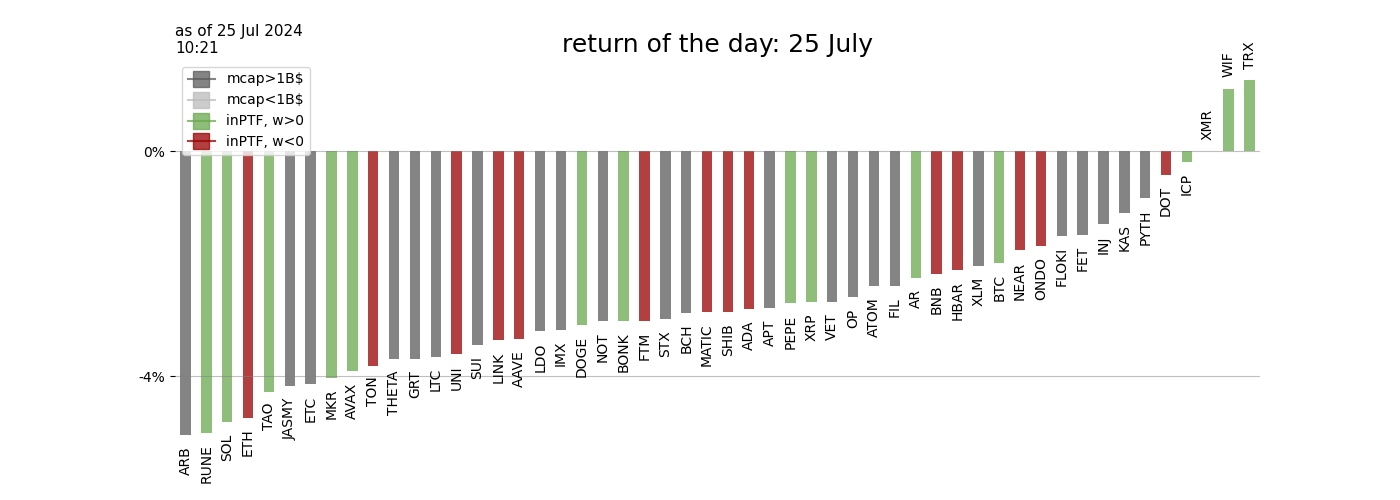 as of 25 Jul 2024
10:21
return of the day: 25 July
mcap>1B$
mcap<1B$
inPTF, w>0
inPTF, w<0
0%
-4%
ARB
RUNE
SOL
ETH
TAO
JASMY
ETC
MKR
AVAX
TON
THETA
GRT
LTC
UNI
SUI
LINK
AAVE
LDO
IMX
DOGE
NOT
BONK
FTM
STX
BCH
MATIC
SHIB
ADA
APT
PEPE
XRP
VET
OP
ATOM
FIL
AR
BNB
HBAR
XLM
BTC
NEAR
ONDO
FLOKI
FET
INJ
KAS
PYTH
DOT
ICP
XMR
WIF
TRX